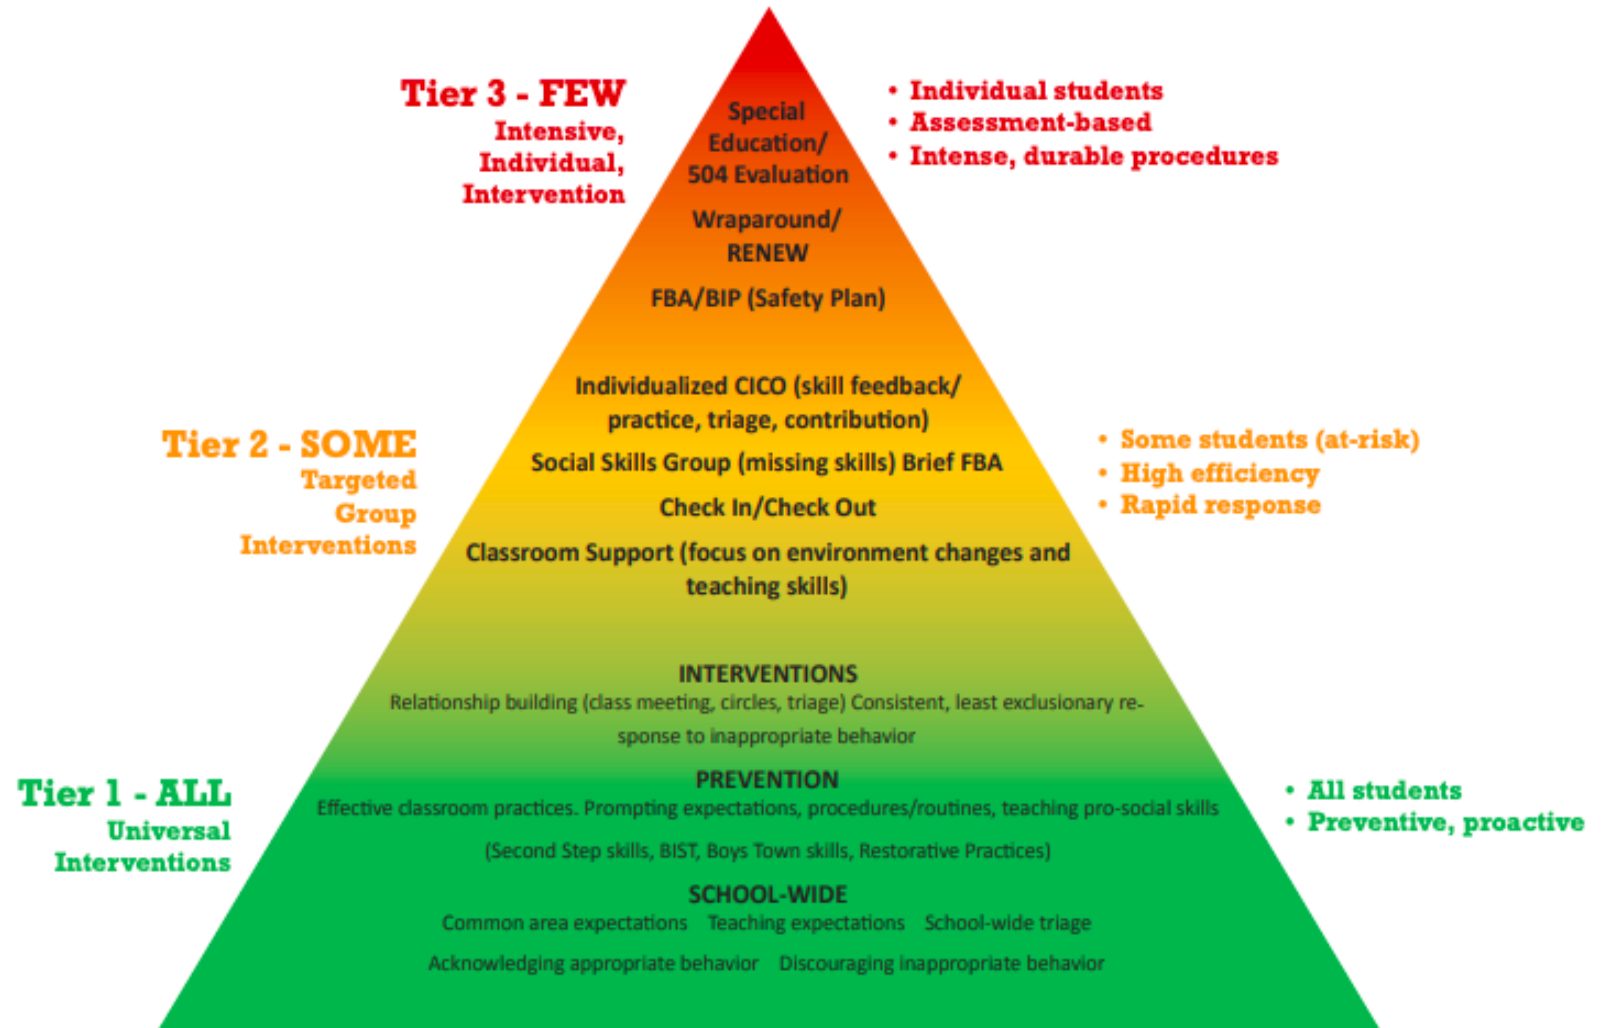 Tier 3 - FEW
Intensive,
Individual,
Intervention
Special
Education/
504 Evaluation
Wraparound/
RENEW
FBA/BIP (Safety Plan)
• Individual students
• Assessment-based
• Intense, durable procedures
Tier 2 - SOME
Targeted
Group
Interventions
Individualized CICO (skill feedback/
practice, triage, contribution)
Social Skills Group (missing skills) Brief FBA
Check In/Check Out
Classroom Support (focus on environment changes and
teaching skills)
• Some students (at-risk)
• High efficiency
• Rapid response
INTERVENTIONS
Relationship building (class meeting, circles, triage) Consistent, least exclusionary re-
sponse to inappropriate behavior
Tier 1 - ALL
Universal
Interventions
PREVENTION
Effective classroom practices. Prompting expectations, procedures/routines, teaching pro-social skills
(Second Step skills, BIST, Boys Town skills, Restorative Practices)
SCHOOL-WIDE
Common area expectations Teaching expectations School-wide triage
Acknowledging appropriate behavior Discouraging inappropriate behavior
• All students
• Preventive, proactive